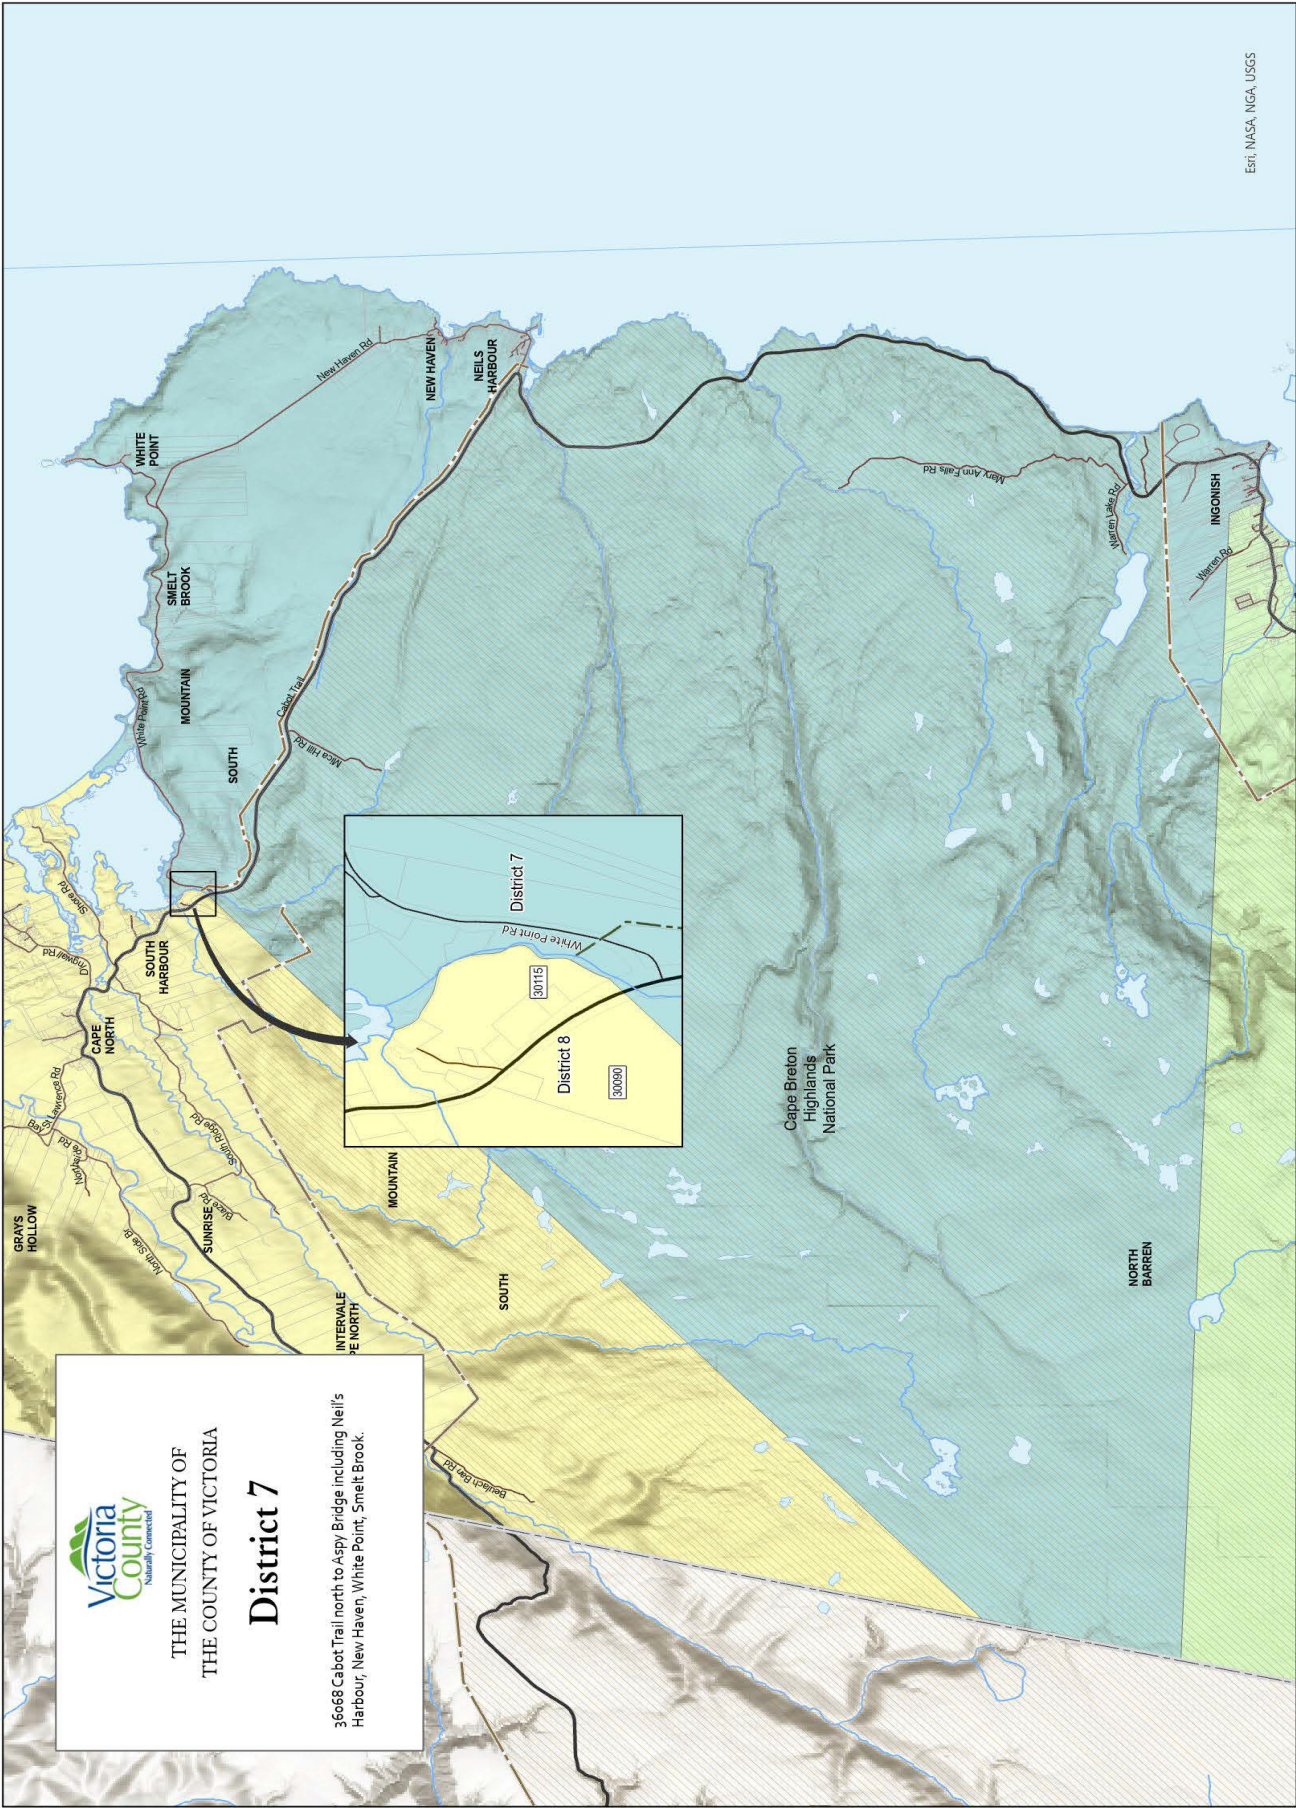 Victoria
County
Naturally Connected
THE MUNICIPALITY OF
THE COUNTY OF VICTORIA
District 7
36068 Cabot Trail north to Aspy Bridge including Neil's
Harbour, New Haven, White Point, Smelt Brook.
GRAYS
HOLLOW
Bay St Lawrence Rd
North Side Br
SUNRISE
Blaze Rd
South Ridge Rd
CAPE
NORTH
Dingwall Rd
Shore Rd
SOUTH
HARBOUR
INTERVALE
PE NORTH
MOUNTAIN
SOUTH
Beulach Ban Rd
White Point Rd
MOUNTAIN
SOUTH
SMELT
BROOK
WHITE
POINT
New Haven Rd
NEW HAVEN
NEILS
HARBOUR
Cabot Trail
Mica Hill Rd
District 7
White Point Rd
30115
District 8
30090
Cape Breton
Highlands
National Park
Mary Ann Falls Rd
Warren Lake Rd
INGONISH
Warren Rd
NORTH
BARREN
Esri, NASA, NGA, USGS